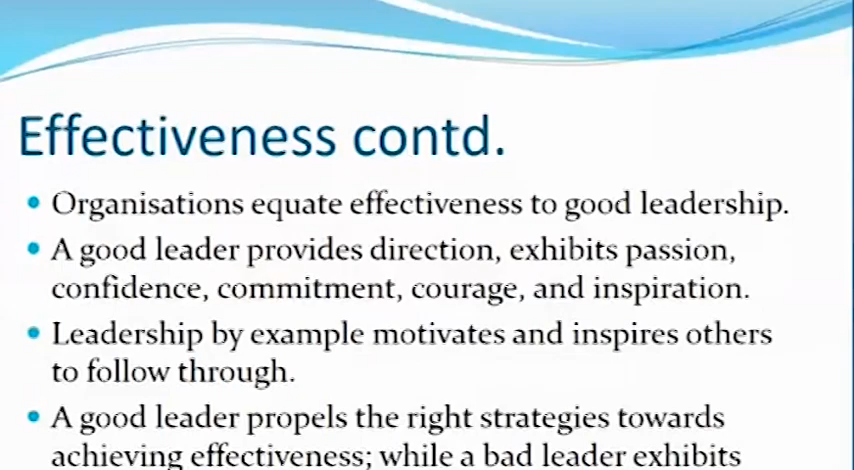 Effectiveness contd.
Organisations equate effectiveness to good leadership.
A good leader provides direction, exhibits passion,
confidence, commitment, courage, and inspiration.
Leadership by example motivates and inspires others
to follow through.
A good leader propels the right strategies towards
achieving effectiveness; while a bad leader exhibits